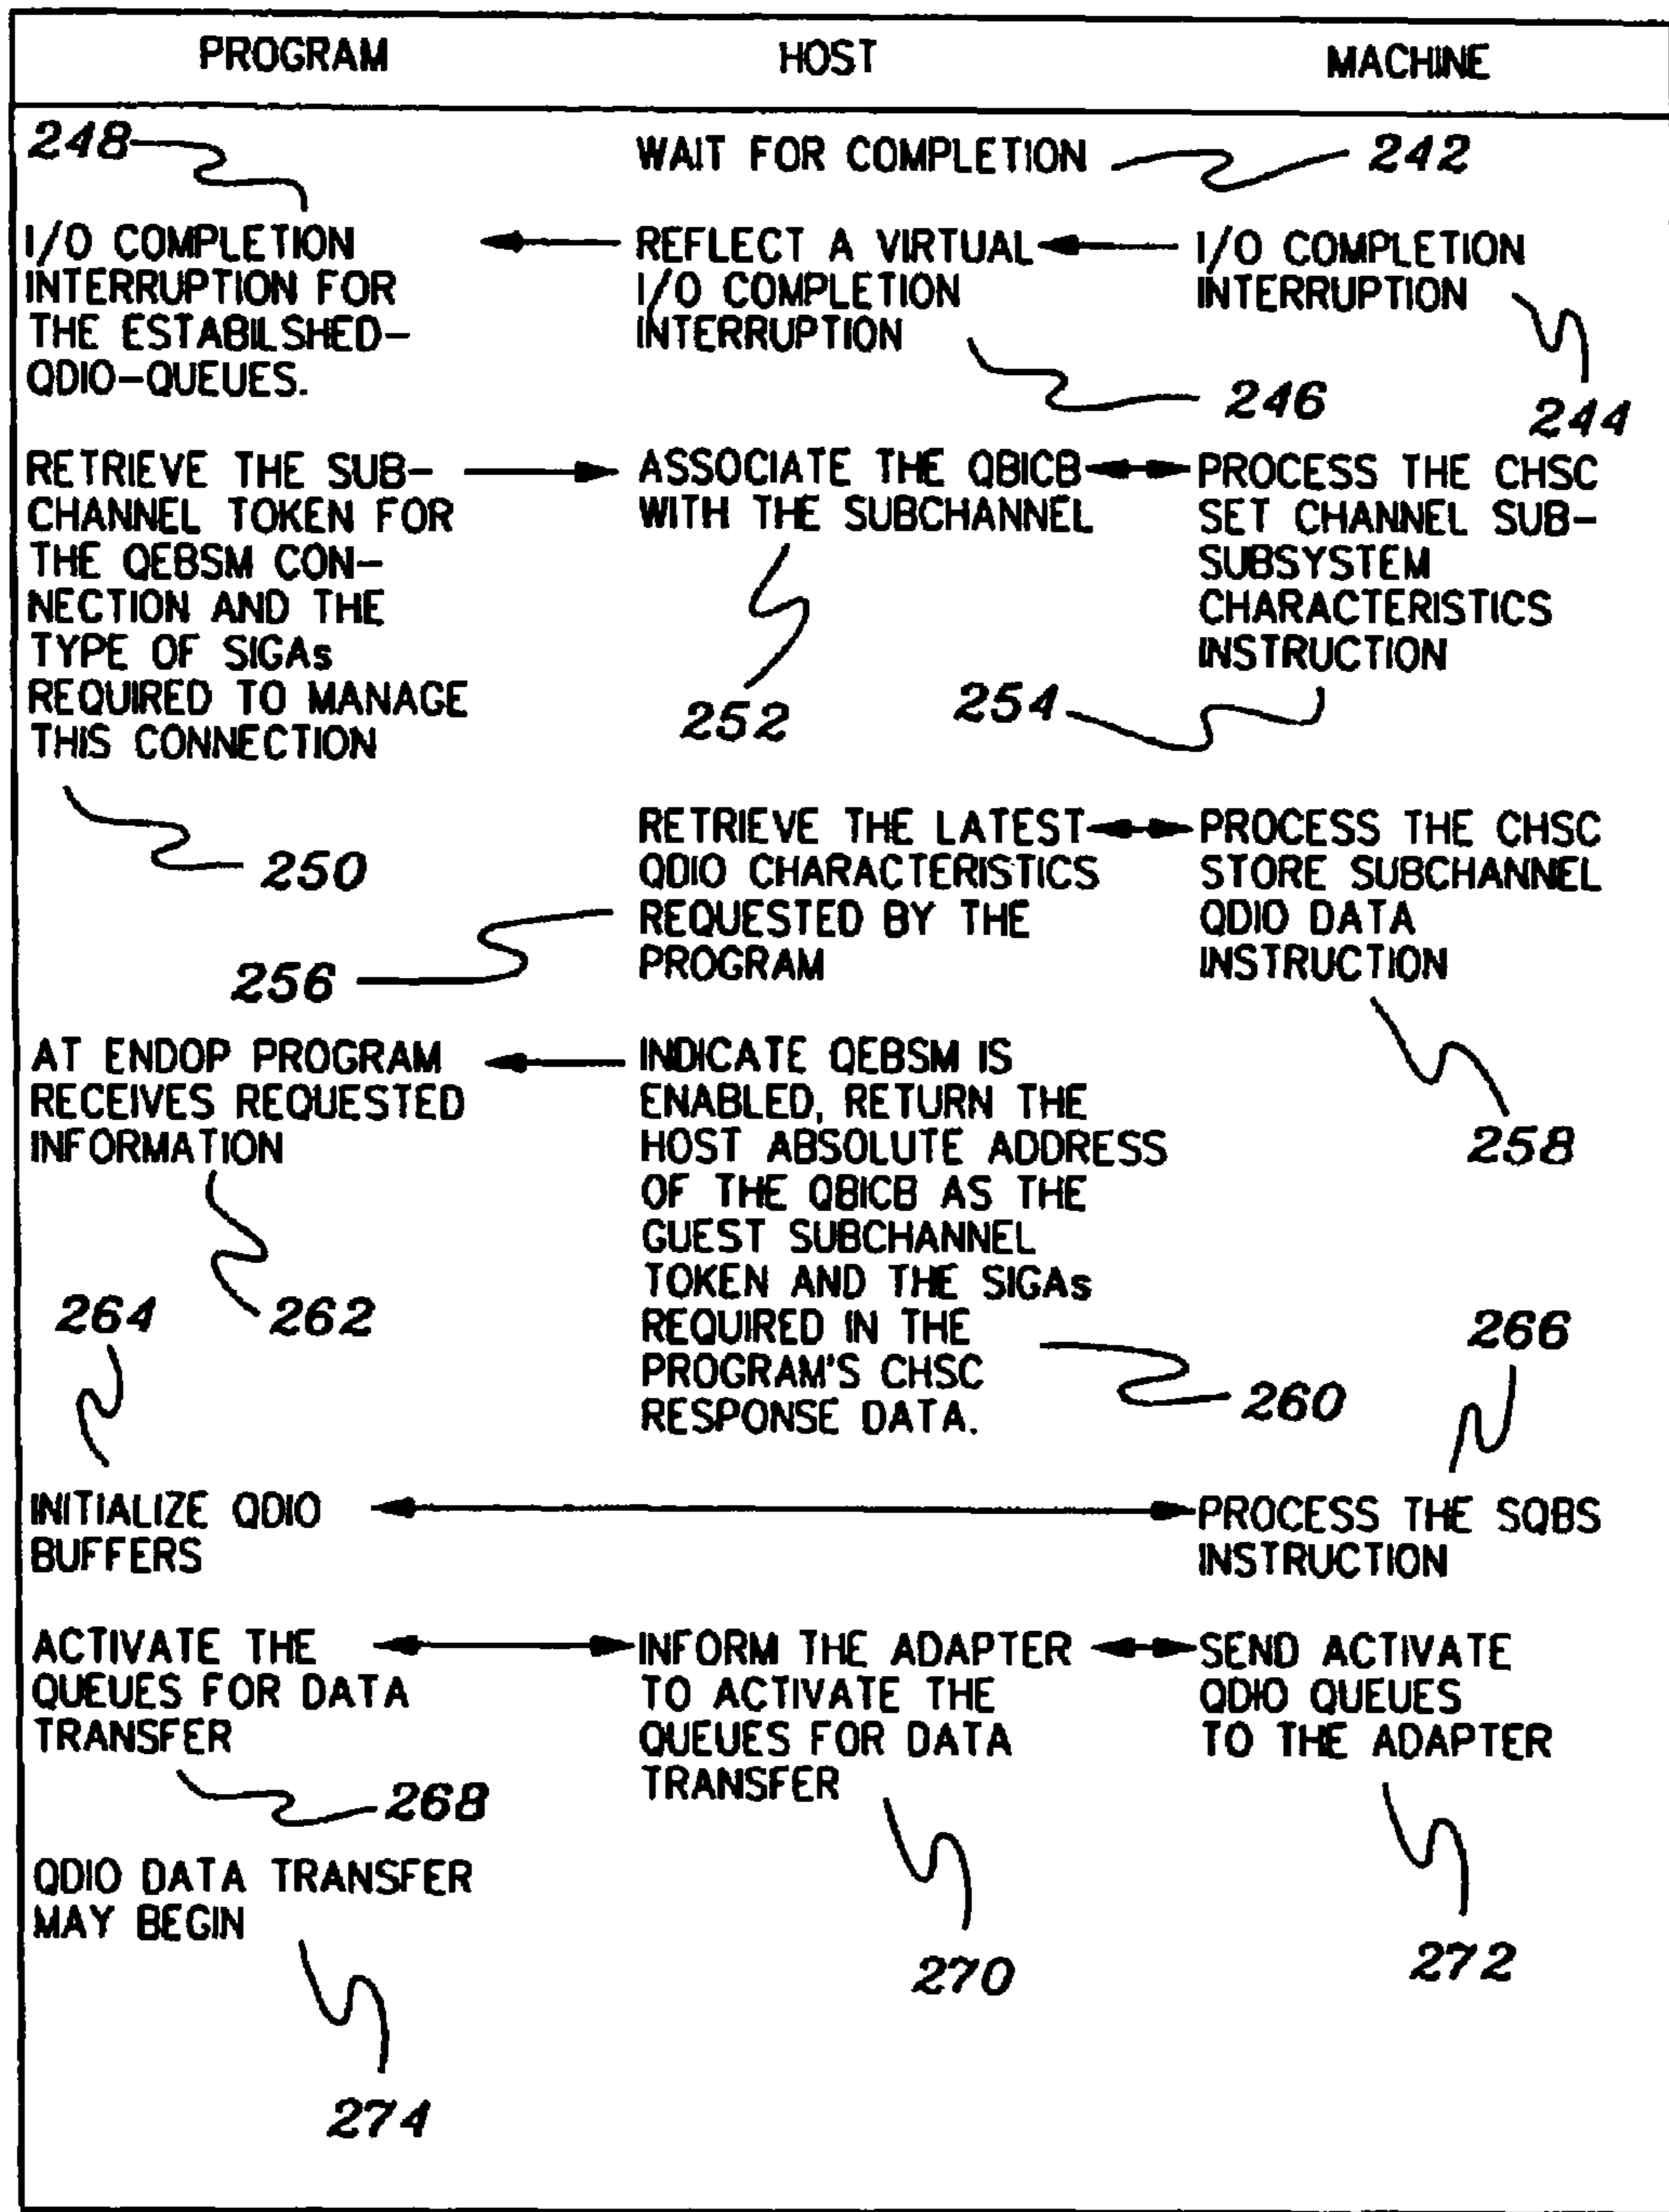 PROGRAM HOST MACHINE
248
WAIT FOR COMPLETION 242
I/O COMPLETION
INTERRUPTION FOR
THE ESTABILSHED-
QDIO-QUEUES.
REFLECT A VIRTUAL
I/O COMPLETION
INTERRUPTION
I/O COMPLETION
INTERRUPTION
246
244
RETRIEVE THE SUB-
CHANNEL TOKEN FOR
THE QEBSM CON-
NECTION AND THE
TYPE OF SIGAs
REQUIRED TO MANAGE
THIS CONNECTION
ASSOCIATE THE QBICB
WITH THE SUBCHANNEL
PROCESS THE CHSC
SET CHANNEL SUB-
SUBSYSTEM
CHARACTERISTICS
INSTRUCTION
252
254
250
RETRIEVE THE LATEST
QDIO CHARACTERISTICS
REQUESTED BY THE
PROGRAM
PROCESS THE CHSC
STORE SUBCHANNEL
QDIO DATA
INSTRUCTION
256
258
AT ENDOP PROGRAM
RECEIVES REQUESTED
INFORMATION
INDICATE QEBSM IS
ENABLED, RETURN THE
HOST ABSOLUTE ADDRESS
OF THE QBICB AS THE
GUEST SUBCHANNEL
TOKEN AND THE SIGAs
REQUIRED IN THE
PROGRAM'S CHSC
RESPONSE DATA.
264
262
260
266
INITIALIZE QDIO
BUFFERS
PROCESS THE SQBS
INSTRUCTION
ACTIVATE THE
QUEUES FOR DATA
TRANSFER
INFORM THE ADAPTER
TO ACTIVATE THE
QUEUES FOR DATA
TRANSFER
SEND ACTIVATE
QDIO QUEUES
TO THE ADAPTER
268
270
272
QDIO DATA TRANSFER
MAY BEGIN
274